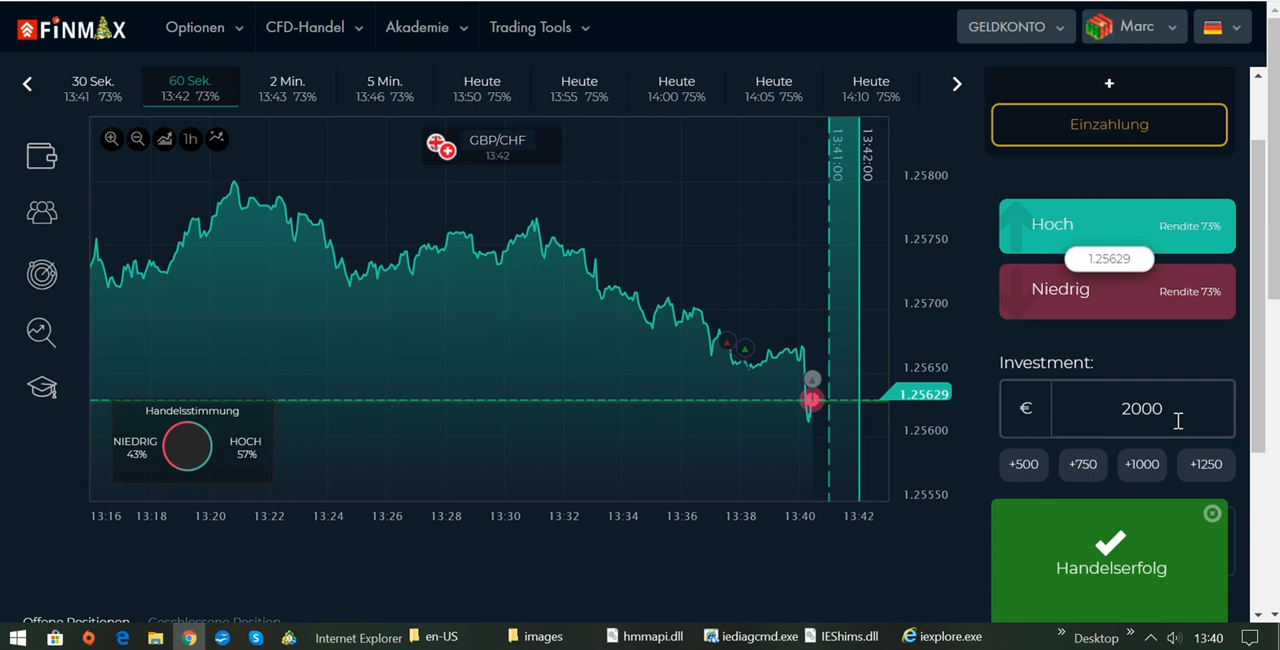 FiNMAX
Optionen
CFD-Handel
Akademie
Trading Tools
GELDKONTO
Marc
30 Sek.
13:41 73%
60 Sek.
13:42 73%
2 Min.
13:43 73%
5 Min.
13:46 73%
Heute
13:50 75%
Heute
13:55 75%
Heute
14:00 75%
Heute
14:05 75%
Heute
14:10 75%
+
Einzahlung
1h
GBP/CHF
13:42
13:41:00
13:42:00
1.25800
1.25750
1.25700
1.25650
1.25629
1.25600
1.25550
Hoch
Rendite 73%
1.25629
Niedrig
Rendite 73%
Investment:
€ 2000
+500
+750
+1000
+1250
Handelserfolg
Handelsstimmung
NIEDRIG
43%
HOCH
57%
13:16 13:18 13:20 13:22 13:24 13:26 13:28 13:30 13:32 13:34 13:36 13:38 13:40 13:42
Offene Positionen
Geschlossene Position
Internet Explorer
en-US
images
hmmapi.dll
iediagcmd.exe
IEShims.dll
iexplore.exe
Desktop
13:40